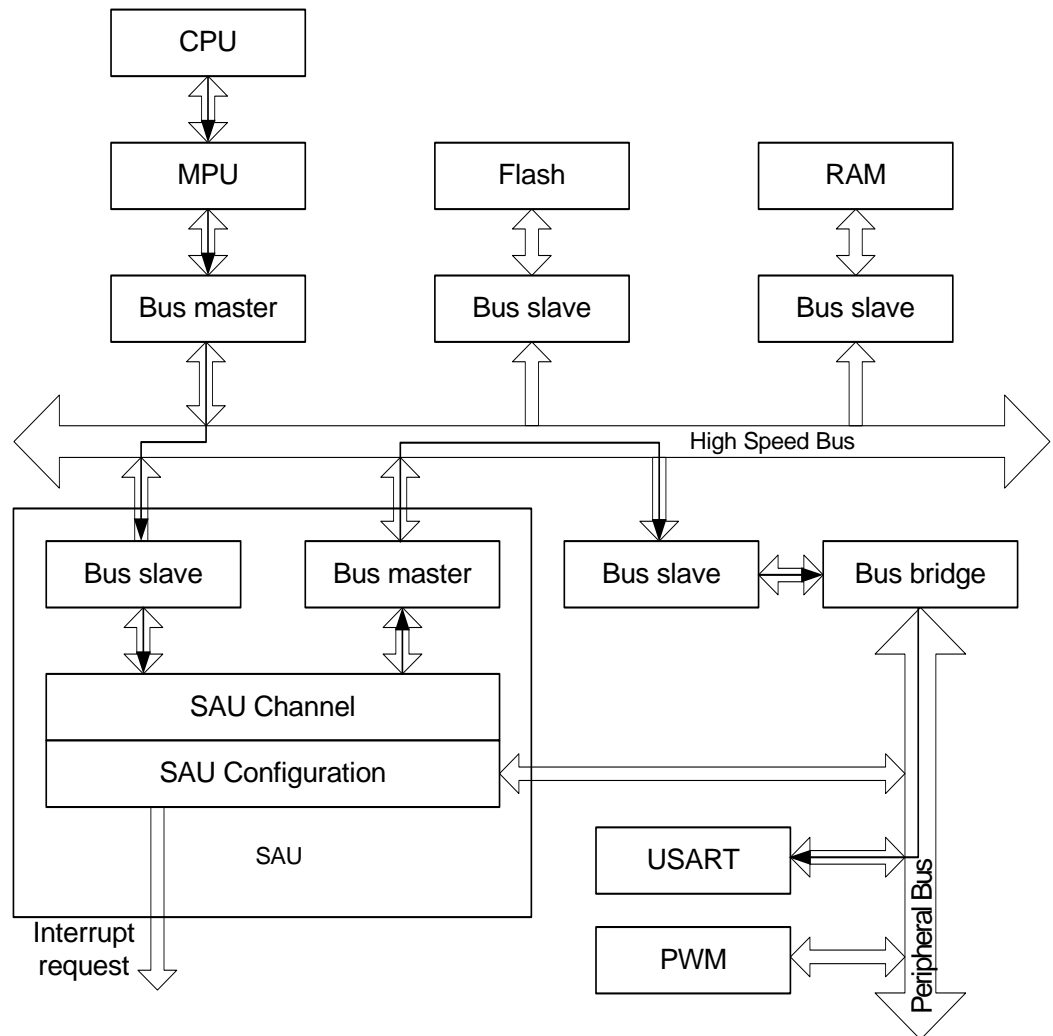 CPU
MPU
Flash
RAM
Bus master
Bus slave
Bus slave
High Speed Bus
Bus slave
Bus master
Bus slave
Bus bridge
SAU Channel
SAU Configuration
SAU
USART
PWM
Peripheral Bus
Interrupt
request